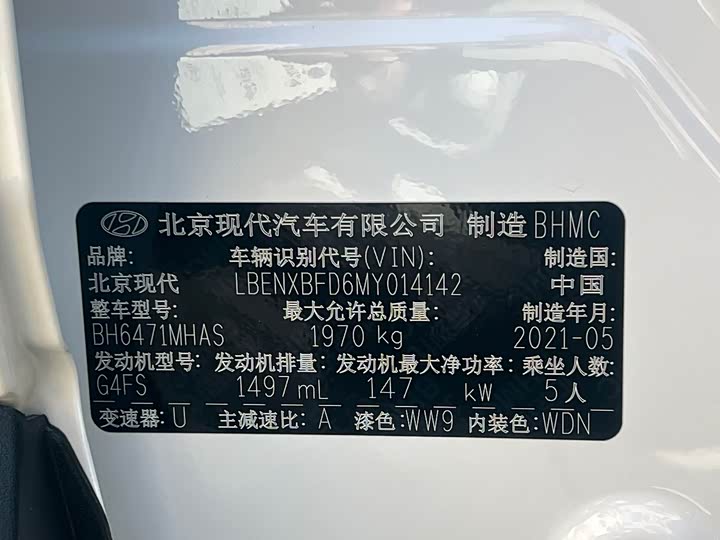 北京现代汽车有限公司 制造 BHMC
品牌: 车辆识别代号(VIN): 制造国:
北京现代 LBENXBFD6MY014142 中国
整车型号: 最大允许总质量: 制造年月:
BH6471MHAS 1970 kg 2021-05
发动机型号: 发动机排量: 发动机最大净功率: 乘坐人数:
G4FS 1497 mL 147 kW 5人
变速器: U 主减速比: A 漆色: WW9 内装色: WDN